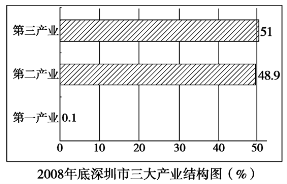 第三产业 51
第二产业 48.9
第一产业 0.1
0 10 20 30 40 50
2008年底深圳市三大产业结构图（%）